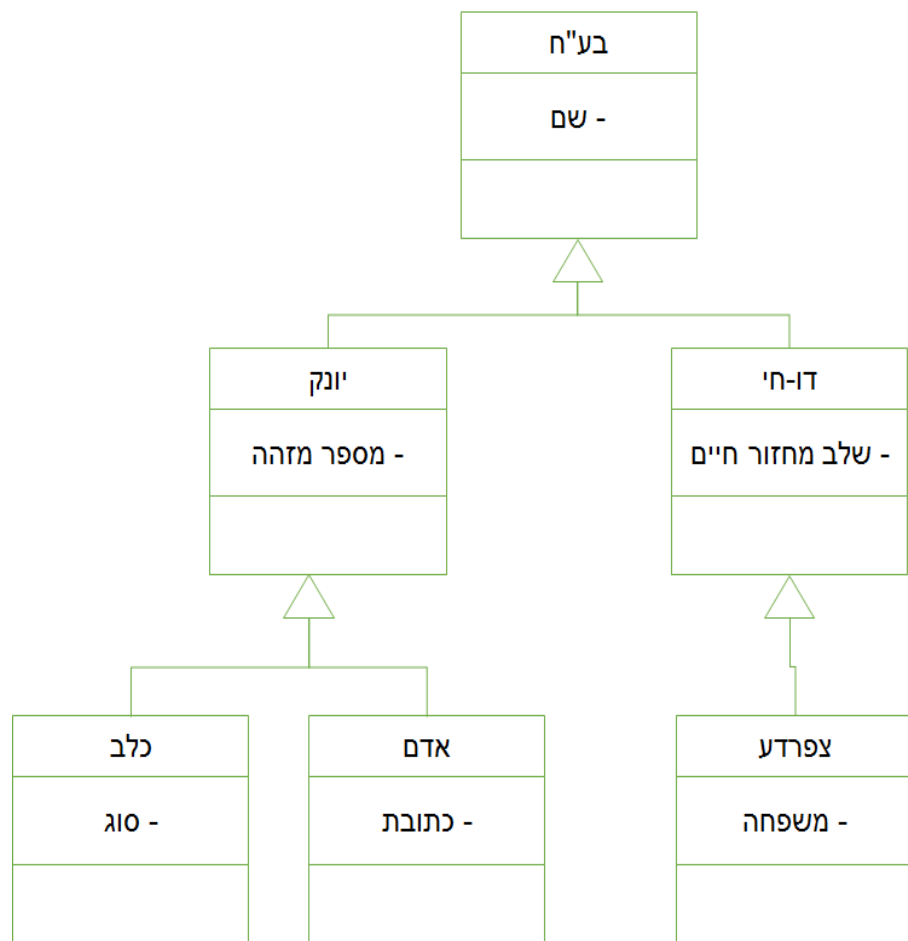 בע"ח
- שם
יונק
- מספר מזהה
דו-חי
- שלב מחזור חיים
כלב
- סוג
אדם
- כתובת
צפרדע
- משפחה